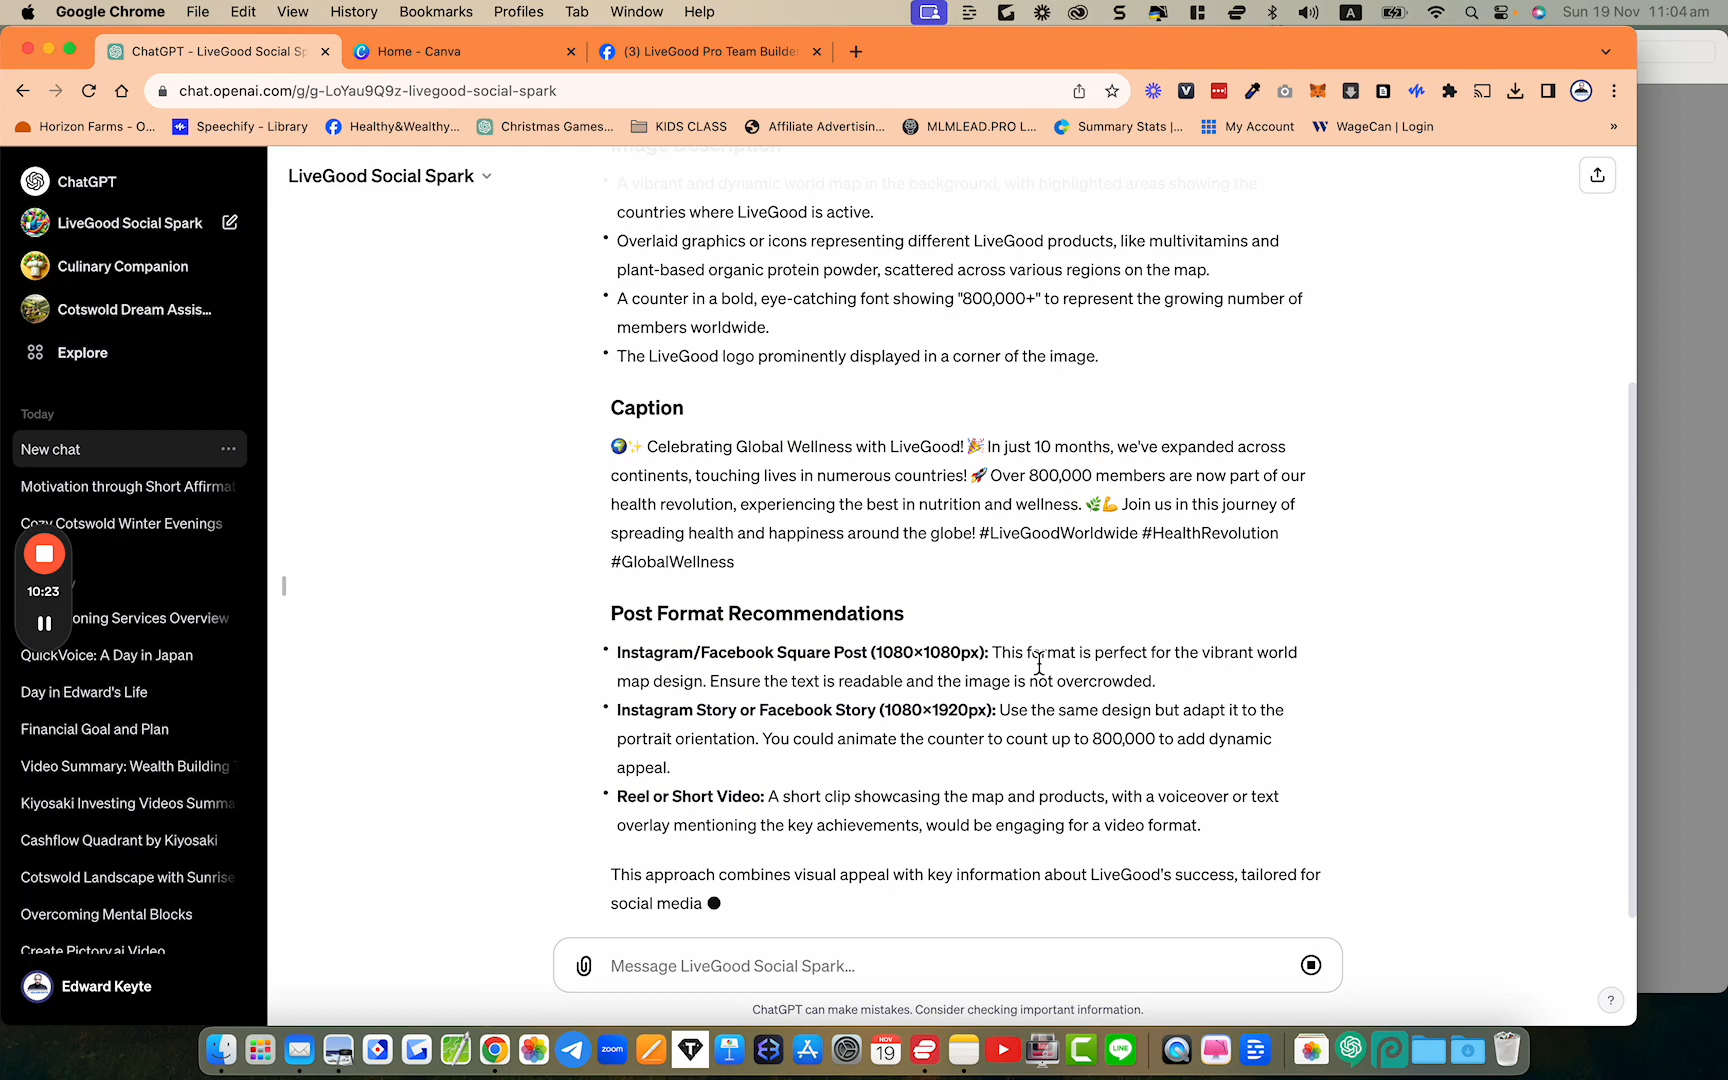 Google Chrome File Edit View History Bookmarks Profiles Tab Window Help Sun 19 Nov 11:04am
ChatGPT - LiveGood Social Sp
Home - Canva
(3) LiveGood Pro Team Builder
chat.openai.com/g/g-LoYau9Q9z-livegood-social-spark
Horizon Farms - O...
Speechify - Library
Healthy&Wealthy...
Christmas Games...
KIDS CLASS
Affiliate Advertisin...
MLMLEAD.PRO L...
Summary Stats |...
My Account
WageCan | Login
»
ChatGPT
LiveGood Social Spark
Culinary Companion
Cotswold Dream Assis...
Explore
Today
New chat
Motivation through Short Affirmat
Cozy Cotswold Winter Evenings
10:23
oning Services Overview
QuickVoice: A Day in Japan
Day in Edward's Life
Financial Goal and Plan
Video Summary: Wealth Building
Kiyosaki Investing Videos Summa
Cashflow Quadrant by Kiyosaki
Cotswold Landscape with Sunrise
Overcoming Mental Blocks
Create Pictory.ai Video
Edward Keyte
LiveGood Social Spark
Image Description
• A vibrant and dynamic world map in the background, with highlighted areas showing the
countries where LiveGood is active.
• Overlaid graphics or icons representing different LiveGood products, like multivitamins and
plant-based organic protein powder, scattered across various regions on the map.
• A counter in a bold, eye-catching font showing "800,000+" to represent the growing number of
members worldwide.
• The LiveGood logo prominently displayed in a corner of the image.
Caption
🌍✨ Celebrating Global Wellness with LiveGood! 🎉 In just 10 months, we've expanded across
continents, touching lives in numerous countries! 🚀 Over 800,000 members are now part of our
health revolution, experiencing the best in nutrition and wellness. 🌿💪 Join us in this journey of
spreading health and happiness around the globe! #LiveGoodWorldwide #HealthRevolution
#GlobalWellness
Post Format Recommendations
• Instagram/Facebook Square Post (1080×1080px): This format is perfect for the vibrant world
map design. Ensure the text is readable and the image is not overcrowded.
• Instagram Story or Facebook Story (1080×1920px): Use the same design but adapt it to the
portrait orientation. You could animate the counter to count up to 800,000 to add dynamic
appeal.
• Reel or Short Video: A short clip showcasing the map and products, with a voiceover or text
overlay mentioning the key achievements, would be engaging for a video format.
This approach combines visual appeal with key information about LiveGood's success, tailored for
social media
Message LiveGood Social Spark...
ChatGPT can make mistakes. Consider checking important information.
?
zoom
NOV
19
LINE